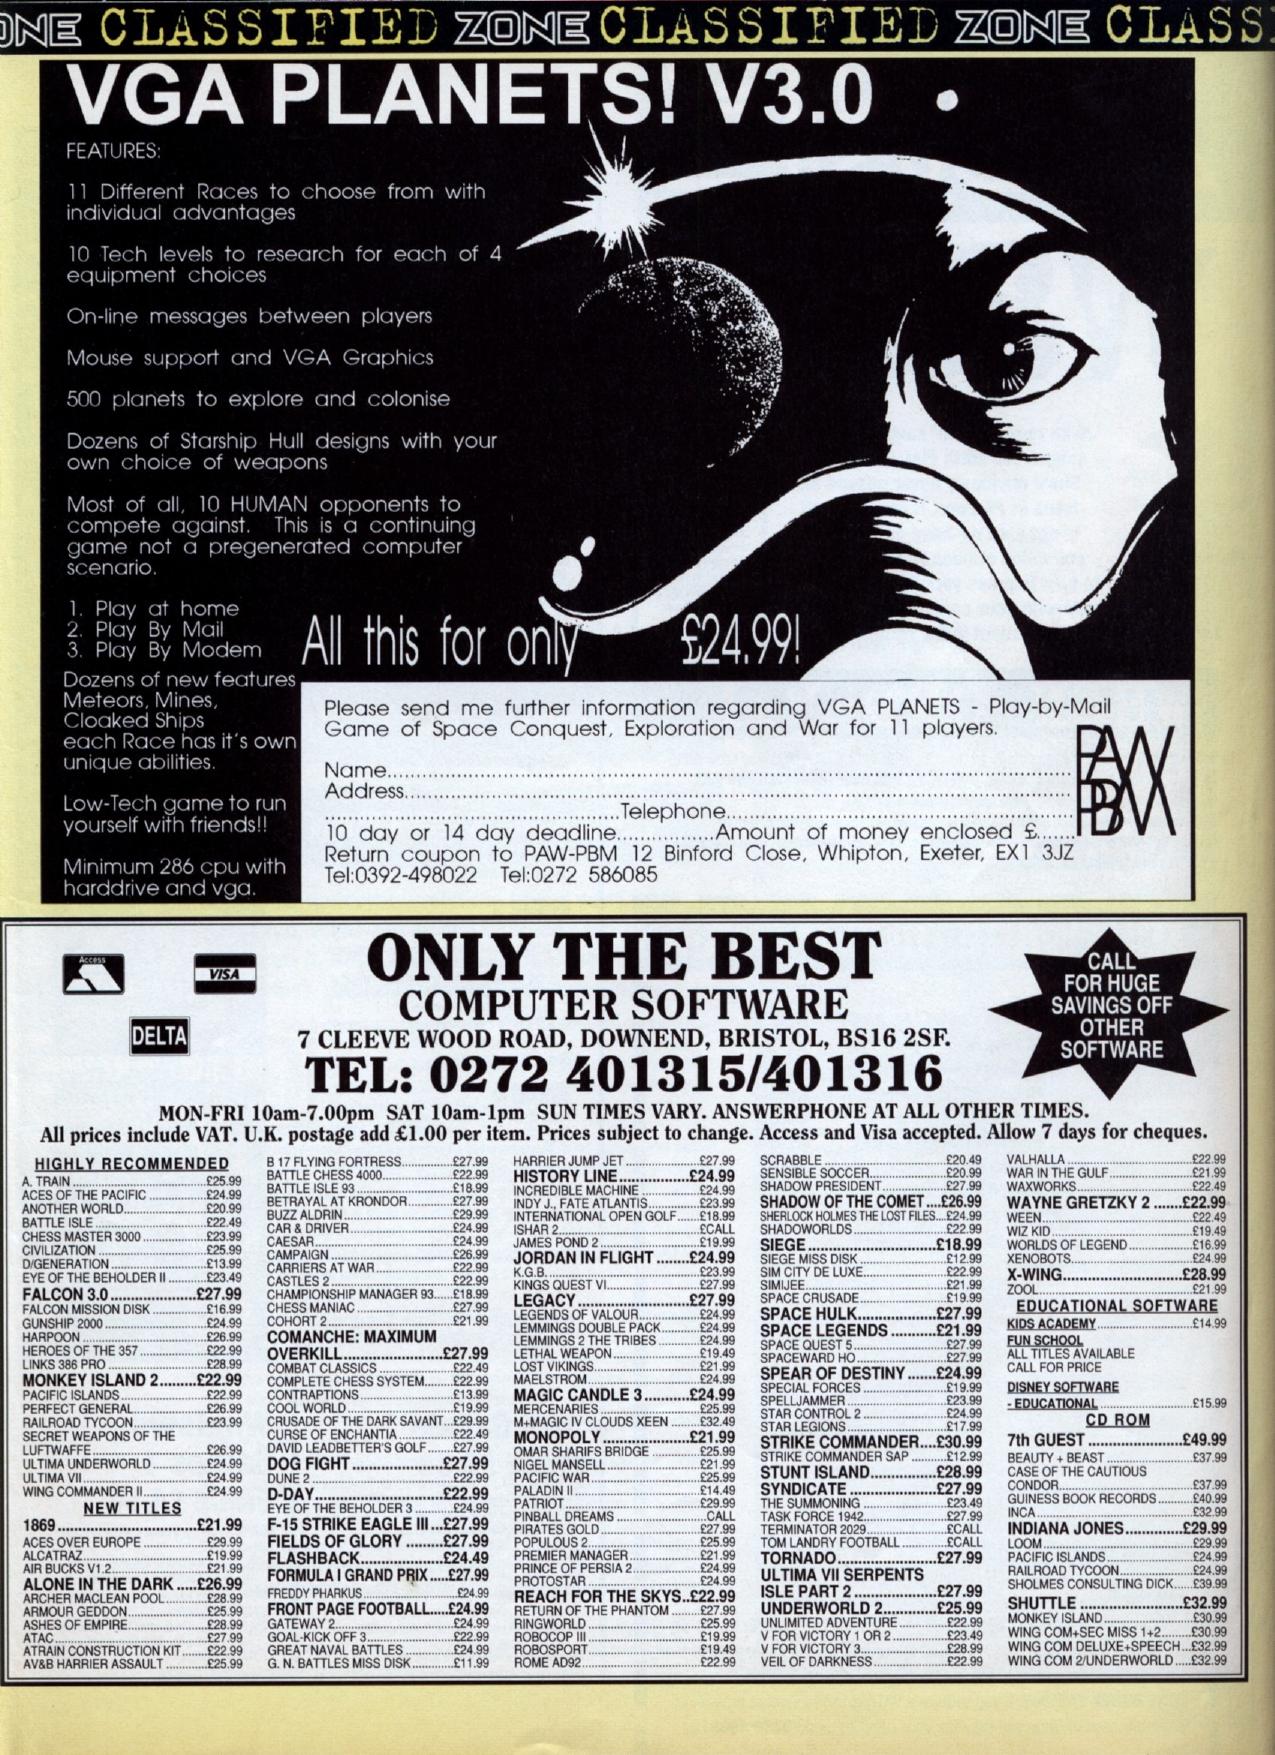 ONE CLASSIFIED ZONE CLASSIFIED ZONE CLASSI
VGA PLANETS! V3.0
FEATURES:
11 Different Races to choose from with
individual advantages
10 Tech levels to research for each of 4
equipment choices
On-line messages between players
Mouse support and VGA Graphics
500 planets to explore and colonise
Dozens of Starship Hull designs with your
own choice of weapons
Most of all, 10 HUMAN opponents to
compete against. This is a continuing
game not a pregenerated computer
scenario.
1. Play at home
2. Play By Mail
3. Play By Modem
All this for only £24.99!
Dozens of new features
Meteors, Mines,
Cloaked Ships
each Race has it's own
unique abilities.
Low-Tech game to run
yourself with friends!!
Minimum 286 cpu with
harddrive and vga.
Please send me further information regarding VGA PLANETS - Play-by-Mail
Game of Space Conquest, Exploration and War for 11 players.
Name
Address
Telephone
10 day or 14 day deadline..............Amount of money enclosed £......
Return coupon to PAW-PBM 12 Binford Close, Whipton, Exeter, EX1 3JZ
Tel:0392-498022 Tel:0272 586085
PAW
PBM
Access
VISA
DELTA
ONLY THE BEST
COMPUTER SOFTWARE
7 CLEEVE WOOD ROAD, DOWNEND, BRISTOL, BS16 2SF.
TEL: 0272 401315/401316
CALL
FOR HUGE
SAVINGS OFF
OTHER
SOFTWARE
MON-FRI 10am-7.00pm SAT 10am-1pm SUN TIMES VARY. ANSWERPHONE AT ALL OTHER TIMES.
All prices include VAT. U.K. postage add £1.00 per item. Prices subject to change. Access and Visa accepted. Allow 7 days for cheques.
HIGHLY RECOMMENDED
A. TRAIN £25.99
ACES OF THE PACIFIC £24.99
ANOTHER WORLD £20.99
BATTLE ISLE £22.49
CHESS MASTER 3000 £23.99
CIVILIZATION £25.99
D/GENERATION £13.99
EYE OF THE BEHOLDER II £23.49
FALCON 3.0 £27.99
FALCON MISSION DISK £16.99
GUNSHIP 2000 £24.99
HARPOON £26.99
HEROES OF THE 357 £22.99
LINKS 386 PRO £28.99
MONKEY ISLAND 2 £22.99
PACIFIC ISLANDS £22.99
PERFECT GENERAL £26.99
RAILROAD TYCOON £23.99
SECRET WEAPONS OF THE
LUFTWAFFE £26.99
ULTIMA UNDERWORLD £24.99
ULTIMA VII £24.99
WING COMMANDER II £24.99
NEW TITLES
1869 £21.99
ACES OVER EUROPE £29.99
ALCATRAZ £19.99
AIR BUCKS V1.2 £21.99
ALONE IN THE DARK £26.99
ARCHER MACLEAN POOL £28.99
ARMOUR GEDDON £25.99
ASHES OF EMPIRE £28.99
ATAC £27.99
ATRAIN CONSTRUCTION KIT £22.99
AV&B HARRIER ASSAULT £25.99
B 17 FLYING FORTRESS £27.99
BATTLE CHESS 4000 £22.99
BATTLE ISLE 93 £18.99
BETRAYAL AT KRONDOR £27.99
BUZZ ALDRIN £29.99
CAR & DRIVER £24.99
CAESAR £24.99
CAMPAIGN £26.99
CARRIERS AT WAR £22.99
CASTLES 2 £22.99
CHAMPIONSHIP MANAGER 93 £18.99
CHESS MANIAC £27.99
COHORT 2 £21.99
COMANCHE: MAXIMUM
OVERKILL £27.99
COMBAT CLASSICS £22.49
COMPLETE CHESS SYSTEM £22.99
CONTRAPTIONS £13.99
COOL WORLD £19.99
CRUSADE OF THE DARK SAVANT £29.99
CURSE OF ENCHANTIA £22.49
DAVID LEADBETTER'S GOLF £27.99
DOG FIGHT £27.99
DUNE 2 £22.99
D-DAY £22.99
EYE OF THE BEHOLDER 3 £24.99
F-15 STRIKE EAGLE III £27.99
FIELDS OF GLORY £27.99
FLASHBACK £24.49
FORMULA I GRAND PRIX £27.99
FREDDY PHARKUS £24.99
FRONT PAGE FOOTBALL £24.99
GATEWAY 2 £24.99
GOAL-KICK OFF 3 £22.99
GREAT NAVAL BATTLES £24.99
G. N. BATTLES MISS DISK £11.99
HARRIER JUMP JET £27.99
HISTORY LINE £24.99
INCREDIBLE MACHINE £24.99
INDY J., FATE ATLANTIS £23.99
INTERNATIONAL OPEN GOLF £18.99
ISHAR 2 £CALL
JAMES POND 2 £19.99
JORDAN IN FLIGHT £24.99
K.G.B. £23.99
KINGS QUEST VI £27.99
LEGACY £27.99
LEGENDS OF VALOUR £24.99
LEMMINGS DOUBLE PACK £24.99
LEMMINGS 2 THE TRIBES £24.99
LETHAL WEAPON £19.49
LOST VIKINGS £21.99
MAELSTROM £24.99
MAGIC CANDLE 3 £24.99
MERCENARIES £25.99
M+MAGIC IV CLOUDS XEEN £32.49
MONOPOLY £21.99
OMAR SHARIFS BRIDGE £25.99
NIGEL MANSELL £21.99
PACIFIC WAR £25.99
PALADIN II £14.49
PATRIOT £29.99
PINBALL DREAMS CALL
PIRATES GOLD £27.99
POPULOUS 2 £25.99
PREMIER MANAGER £21.99
PRINCE OF PERSIA 2 £24.99
PROTOSTAR £24.99
REACH FOR THE SKYS £22.99
RETURN OF THE PHANTOM £27.99
RINGWORLD £25.99
ROBOCOP III £19.99
ROBOSPORT £19.49
ROME AD92 £22.99
SCRABBLE £20.49
SENSIBLE SOCCER £20.99
SHADOW PRESIDENT £27.99
SHADOW OF THE COMET £26.99
SHERLOCK HOLMES THE LOST FILES £24.99
SHADOWORLDS £22.99
SIEGE £18.99
SIEGE MISS DISK £12.99
SIM CITY DE LUXE £22.99
SIMLIFE £21.99
SPACE CRUSADE £19.99
SPACE HULK £27.99
SPACE LEGENDS £21.99
SPACE QUEST 5 £27.99
SPACEWARD HO £27.99
SPEAR OF DESTINY £24.99
SPECIAL FORCES £19.99
SPELLJAMMER £23.99
STAR CONTROL 2 £24.99
STAR LEGIONS £17.99
STRIKE COMMANDER £30.99
STRIKE COMMANDER SAP £12.99
STUNT ISLAND £28.99
SYNDICATE £27.99
THE SUMMONING £23.49
TASK FORCE 1942 £27.99
TERMINATOR 2029 £CALL
TOM LANDRY FOOTBALL £CALL
TORNADO £27.99
ULTIMA VII SERPENTS
ISLE PART 2 £27.99
UNDERWORLD 2 £25.99
UNLIMITED ADVENTURE £22.99
V FOR VICTORY 1 OR 2 £23.49
V FOR VICTORY 3 £28.99
VEIL OF DARKNESS £22.99
VALHALLA £22.99
WAR IN THE GULF £21.99
WAXWORKS £22.49
WAYNE GRETZKY 2 £22.99
WEEN £22.49
WIZ KID £19.49
WORLDS OF LEGEND £16.99
XENOBOTS £24.99
X-WING £28.99
ZOOL £21.99
EDUCATIONAL SOFTWARE
KIDS ACADEMY £14.99
FUN SCHOOL
ALL TITLES AVAILABLE
CALL FOR PRICE
DISNEY SOFTWARE
- EDUCATIONAL £15.99
CD ROM
7th GUEST £49.99
BEAUTY + BEAST £37.99
CASE OF THE CAUTIOUS
CONDOR £37.99
GUINESS BOOK RECORDS £40.99
INCA £32.99
INDIANA JONES £29.99
LOOM £29.99
PACIFIC ISLANDS £24.99
RAILROAD TYCOON £24.99
SHOLMES CONSULTING DICK £39.99
SHUTTLE £32.99
MONKEY ISLAND £30.99
WING COM+SEC MISS 1+2 £30.99
WING COM DELUXE+SPEECH £32.99
WING COM 2/UNDERWORLD £32.99